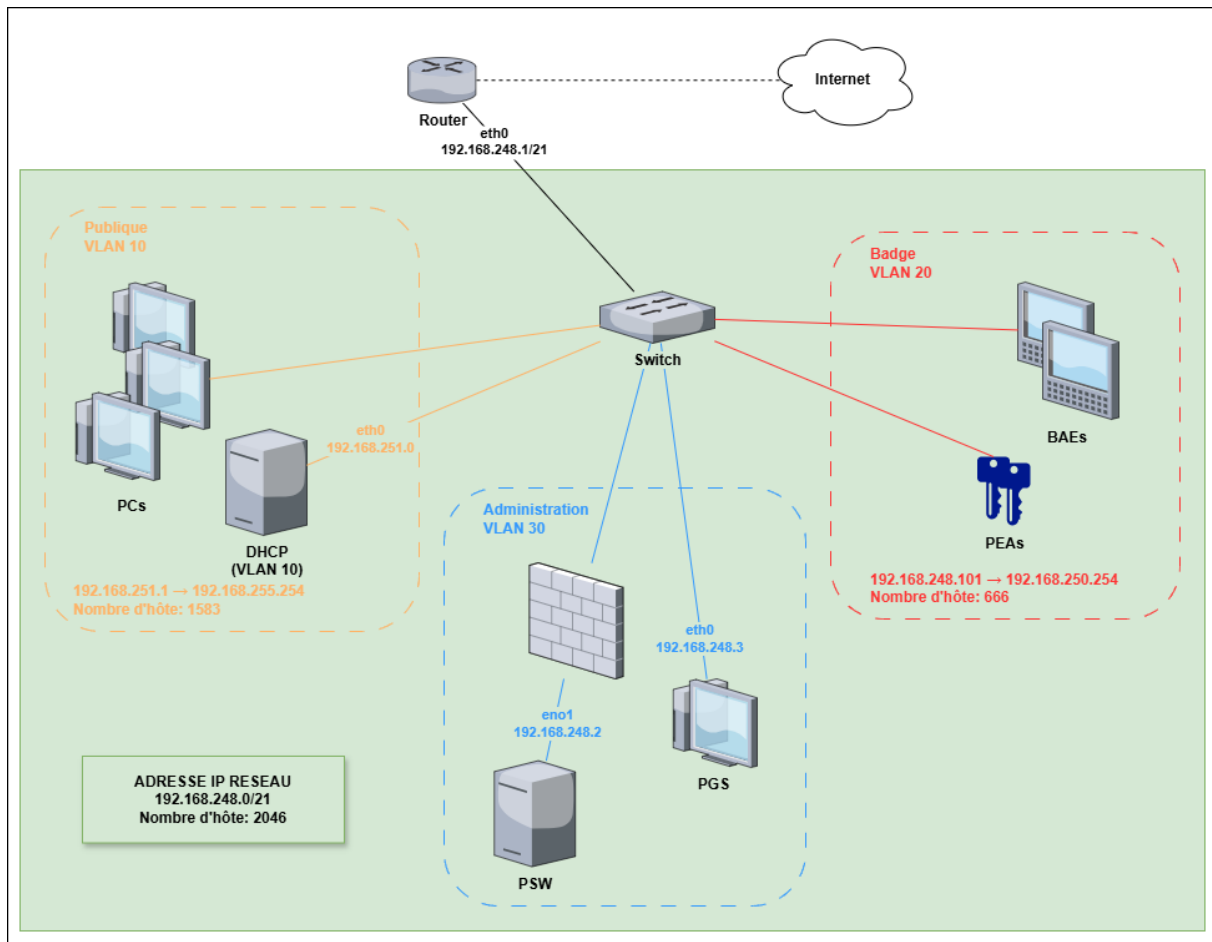 Internet
Router
eth0
192.168.248.1/21
Publique
VLAN 10
Badge
VLAN 20
Switch
eth0
192.168.251.0
BAEs
PCs
DHCP
(VLAN 10)
Administration
VLAN 30
PEAs
192.168.251.1 → 192.168.255.254
Nombre d'hôte: 1583
192.168.248.101 → 192.168.250.254
Nombre d'hôte: 666
eth0
192.168.248.3
eno1
192.168.248.2
PGS
ADRESSE IP RESEAU
192.168.248.0/21
Nombre d'hôte: 2046
PSW